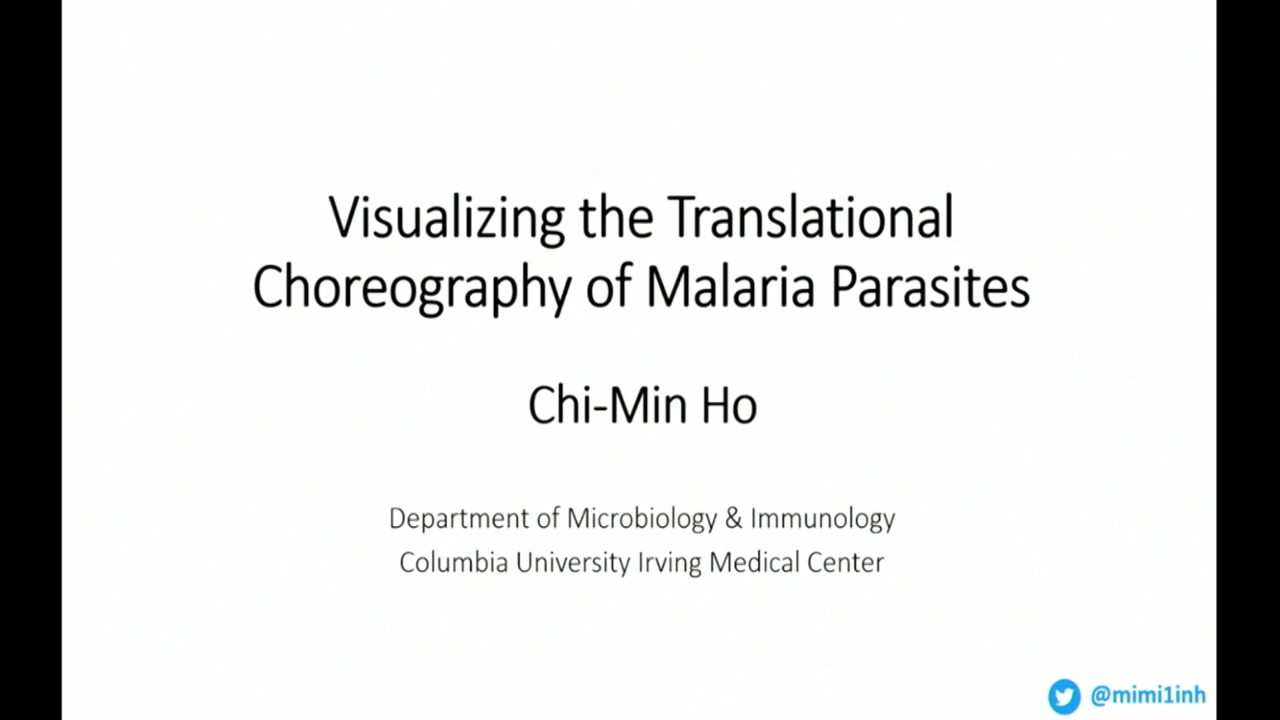 Visualizing the Translational
Choreography of Malaria Parasites
Chi-Min Ho
Department of Microbiology & Immunology
Columbia University Irving Medical Center
@mimi1inh